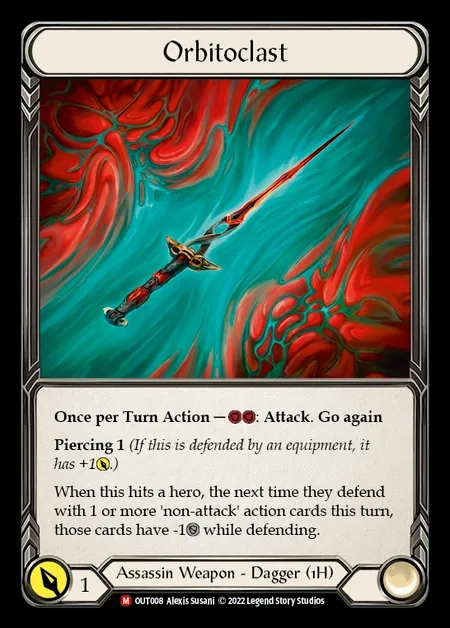 Orbitoclast
Once per Turn Action — : Attack. Go again
Piercing 1 (If this is defended by an equipment, it
has +1.)
When this hits a hero, the next time they defend
with 1 or more 'non-attack' action cards this turn,
those cards have -1 while defending.
1
Assassin Weapon - Dagger (1H)
M OUT008 Alexis Susani © 2022 Legend Story Studios